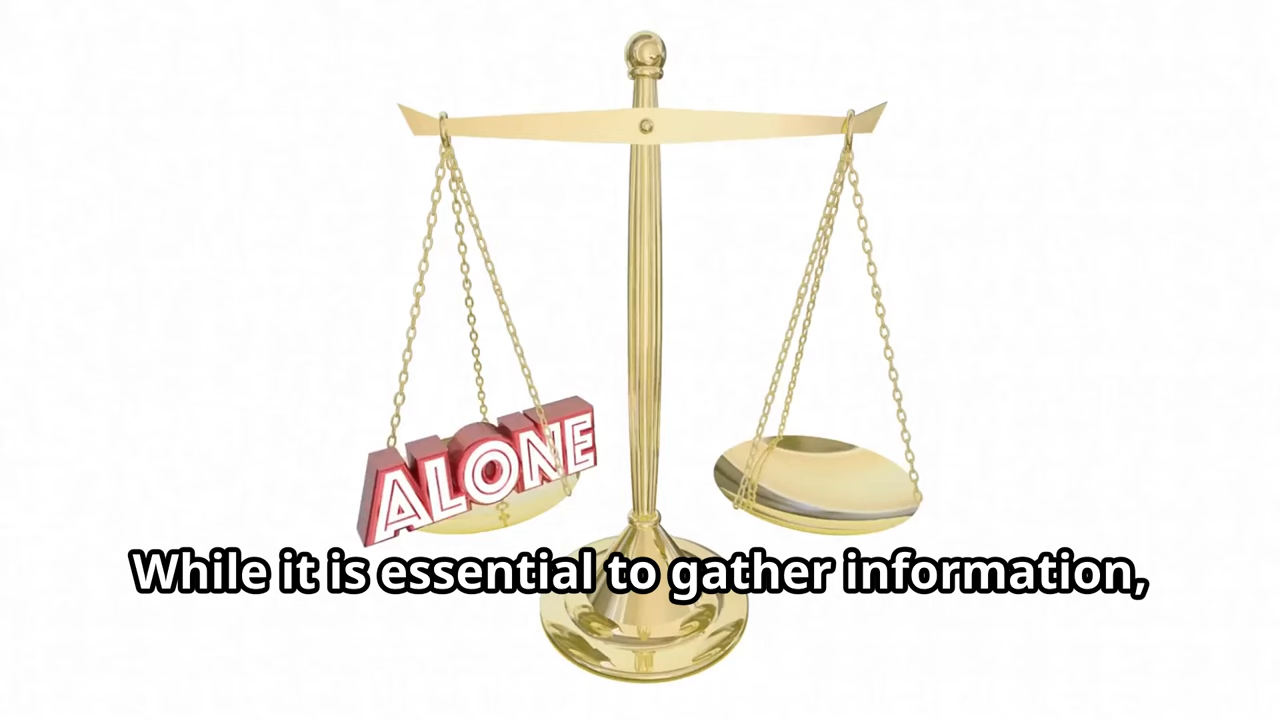 ALONE
While it is essential to gather information,